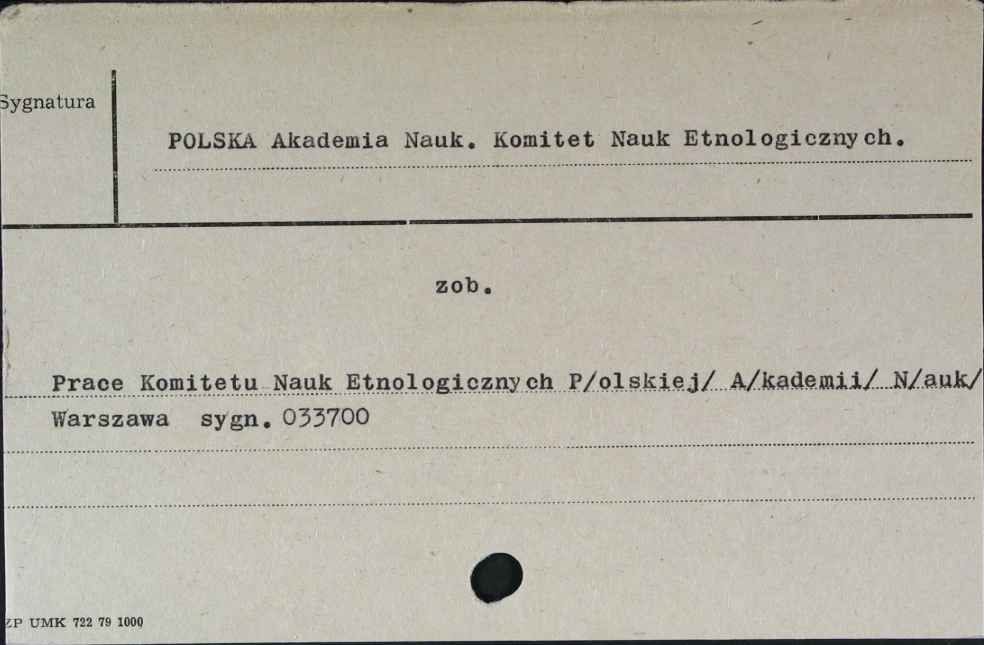 Sygnatura
POLSKA Akademia Nauk. Komitet Nauk Etnologicznych.
zob.
Prace Komitetu Nauk Etnologicznych P/olskiej/ A/kademii/ N/auk/
Warszawa sygn. 033700
ZP UMK 722 79 1000